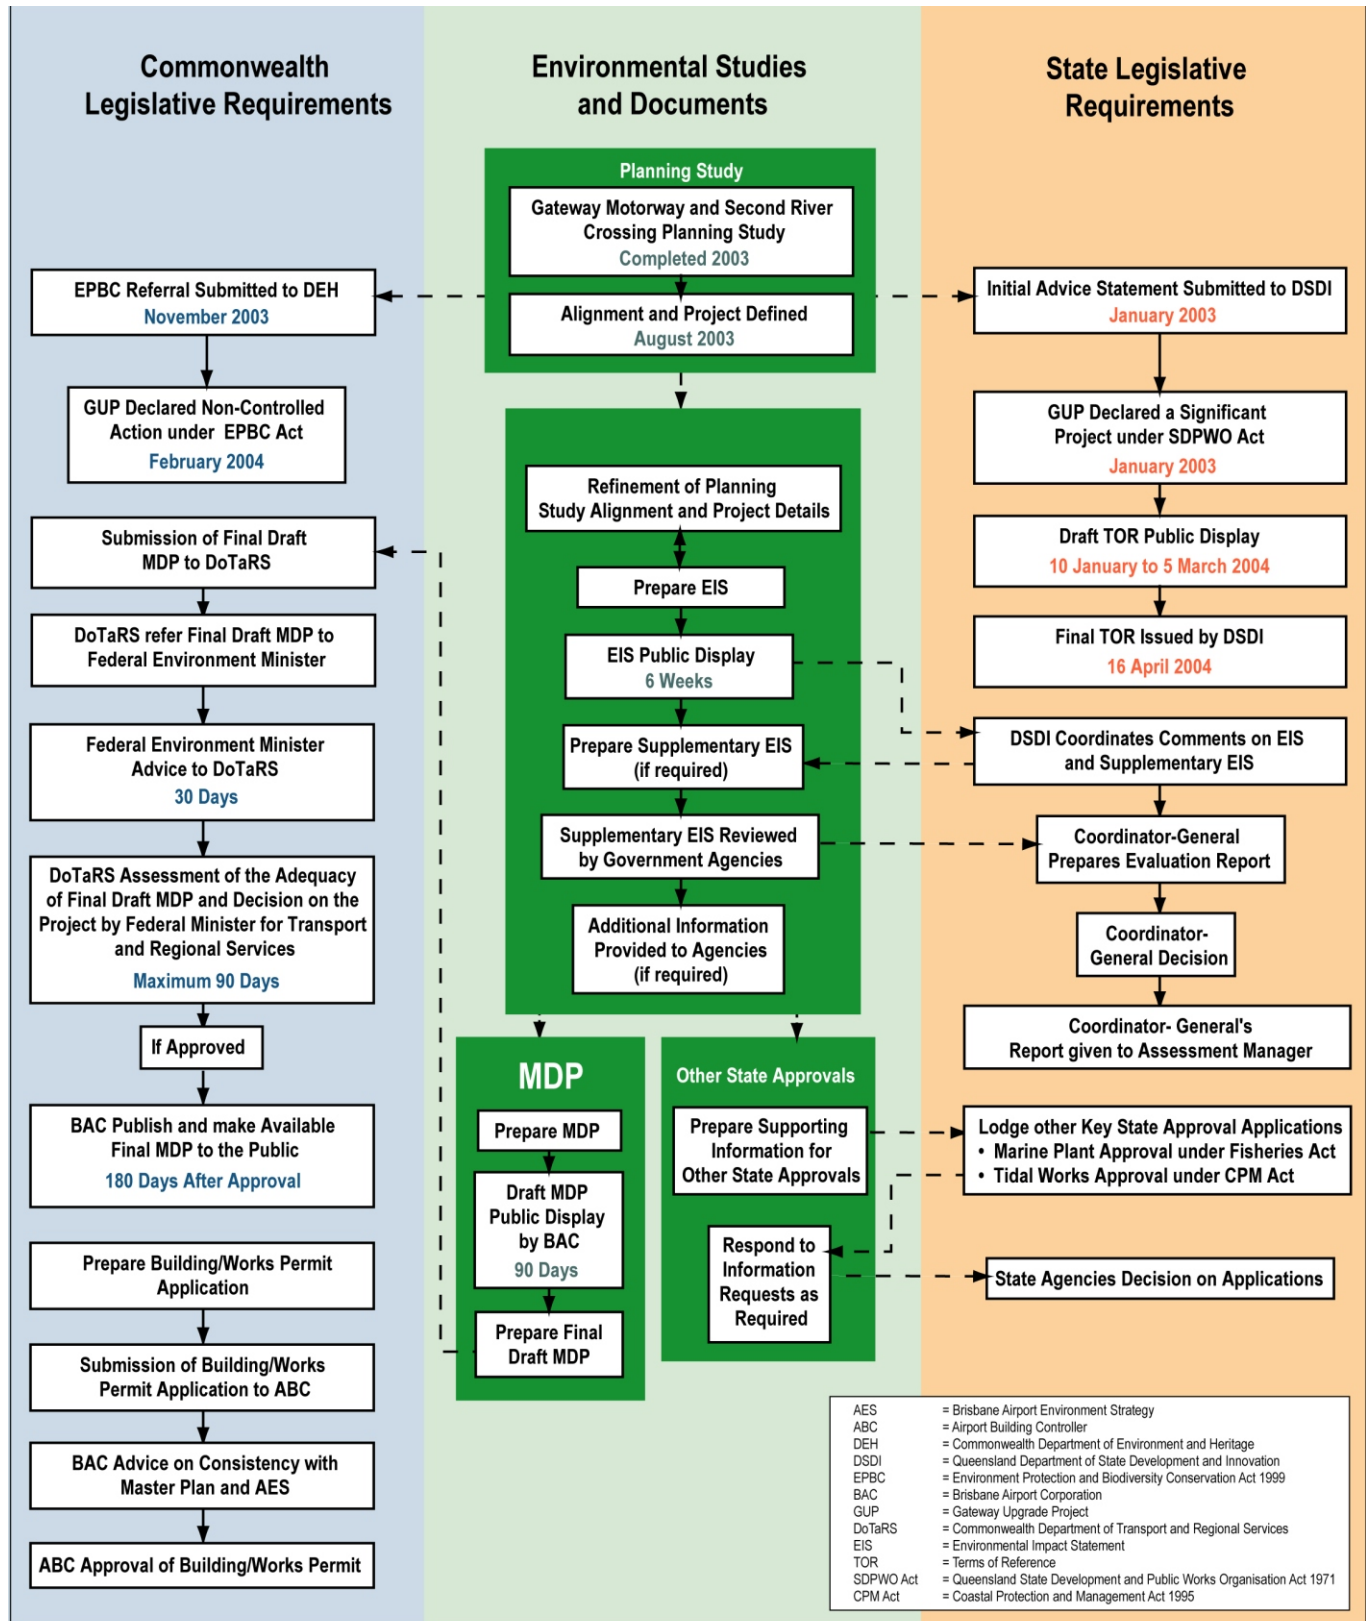 Commonwealth
Legislative Requirements
EPBC Referral Submitted to DEH
November 2003
GUP Declared Non-Controlled
Action under EPBC Act
February 2004
Submission of Final Draft
MDP to DoTaRS
DoTaRS refer Final Draft MDP to
Federal Environment Minister
Federal Environment Minister
Advice to DoTaRS
30 Days
DoTaRS Assessment of the Adequacy
of Final Draft MDP and Decision on the
Project by Federal Minister for Transport
and Regional Services
Maximum 90 Days
If Approved
BAC Publish and make Available
Final MDP to the Public
180 Days After Approval
Prepare Building/Works Permit
Application
Submission of Building/Works
Permit Application to ABC
BAC Advice on Consistency with
Master Plan and AES
ABC Approval of Building/Works Permit
Environmental Studies
and Documents
Planning Study
Gateway Motorway and Second River
Crossing Planning Study
Completed 2003
Alignment and Project Defined
August 2003
Refinement of Planning
Study Alignment and Project Details
Prepare EIS
EIS Public Display
6 Weeks
Prepare Supplementary EIS
(if required)
Supplementary EIS Reviewed
by Government Agencies
Additional Information
Provided to Agencies
(if required)
MDP
Prepare MDP
Draft MDP
Public Display
by BAC
90 Days
Prepare Final
Draft MDP
Other State Approvals
Prepare Supporting
Information for
Other State Approvals
Respond to
Information
Requests as
Required
State Legislative
Requirements
Initial Advice Statement Submitted to DSDI
January 2003
GUP Declared a Significant
Project under SDPWO Act
January 2003
Draft TOR Public Display
10 January to 5 March 2004
Final TOR Issued by DSDI
16 April 2004
DSDI Coordinates Comments on EIS
and Supplementary EIS
Coordinator-General
Prepares Evaluation Report
Coordinator-
General Decision
Coordinator- General's
Report given to Assessment Manager
Lodge other Key State Approval Applications
• Marine Plant Approval under Fisheries Act
• Tidal Works Approval under CPM Act
State Agencies Decision on Applications
AES = Brisbane Airport Environment Strategy
ABC = Airport Building Controller
DEH = Commonwealth Department of Environment and Heritage
DSDI = Queensland Department of State Development and Innovation
EPBC = Environment Protection and Biodiversity Conservation Act 1999
BAC = Brisbane Airport Corporation
GUP = Gateway Upgrade Project
DoTaRS = Commonwealth Department of Transport and Regional Services
EIS = Environmental Impact Statement
TOR = Terms of Reference
SDPWO Act = Queensland State Development and Public Works Organisation Act 1971
CPM Act = Coastal Protection and Management Act 1995